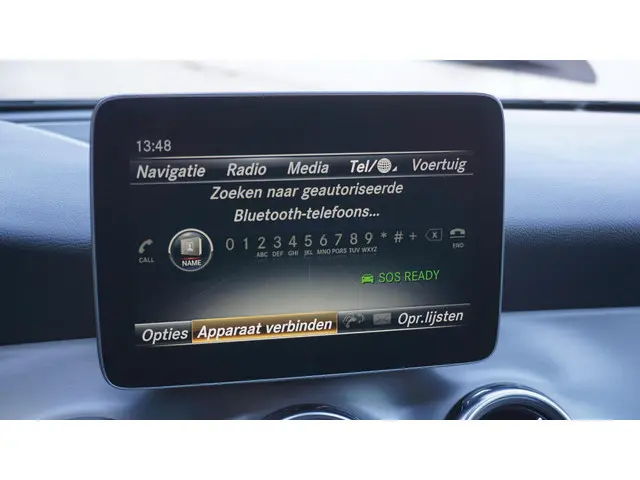 13:48
Navigatie Radio Media Tel/ Voertuig
Zoeken naar geautoriseerde
Bluetooth-telefoons...
0 1 2 3 4 5 6 7 8 9 * # +
ABC DEF GHI JKL MNO PQRS TUV WXYZ
CALL NAME END
SOS READY
Opties Apparaat verbinden Opr.lijsten